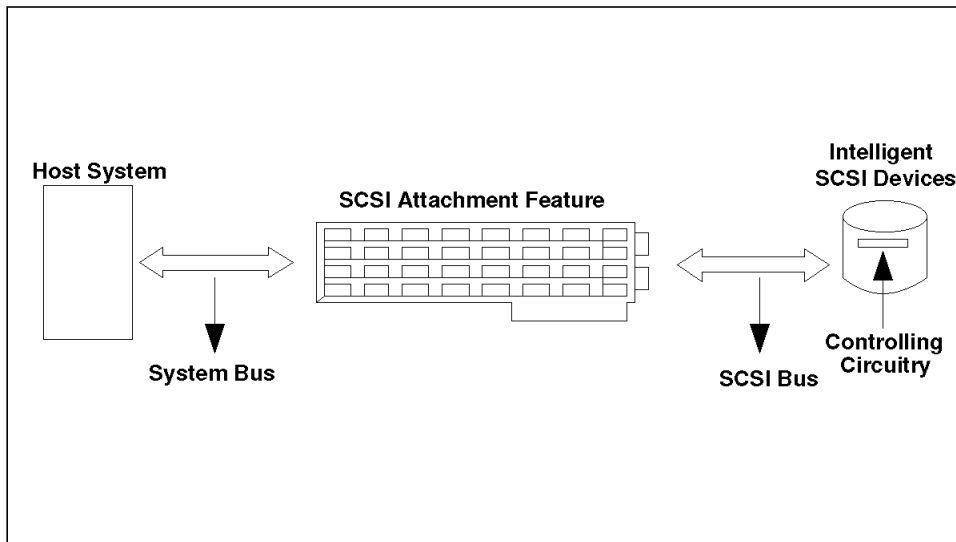 Host System
SCSI Attachment Feature
Intelligent
SCSI Devices
System Bus
SCSI Bus
Controlling
Circuitry